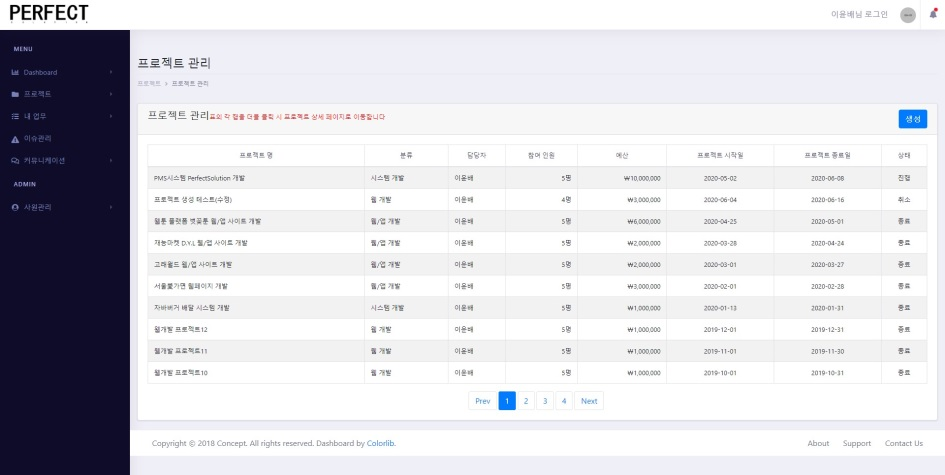 PERFECT
이윤배님 로그인
MENU
Dashboard
프로젝트
내 업무
이슈관리
커뮤니케이션
ADMIN
사원관리
프로젝트 관리
프로젝트 > 프로젝트 관리
프로젝트 관리 표의 각 탭을 더블 클릭 시 프로젝트 상세 페이지로 이동합니다
생성
프로젝트 명 분류 담당자 참여 인원 예산 프로젝트 시작일 프로젝트 종료일 상태
PMS시스템 PerfectSolution 개발 시스템 개발 이윤배 5명 ₩10,000,000 2020-05-02 2020-06-08 진행
프로젝트 생성 테스트(수정) 웹 개발 이윤배 4명 ₩3,000,000 2020-06-04 2020-06-16 취소
웹툰 플랫폼 벚꽃툰 웹/앱 사이트 개발 웹/앱 개발 이윤배 5명 ₩6,000,000 2020-04-25 2020-05-01 종료
재능마켓 D.Y.L 웹/앱 사이트 개발 웹/앱 개발 이윤배 5명 ₩2,000,000 2020-03-28 2020-04-24 종료
고래월드 웹/앱 사이트 개발 웹/앱 개발 이윤배 5명 ₩2,000,000 2020-03-01 2020-03-27 종료
서울愛가면 웹페이지 개발 웹/앱 개발 이윤배 5명 ₩3,000,000 2020-02-01 2020-02-28 종료
자바버거 배달 시스템 개발 시스템 개발 이윤배 5명 ₩1,000,000 2020-01-13 2020-01-31 종료
웹개발 프로젝트12 웹 개발 이윤배 5명 ₩1,000,000 2019-12-01 2019-12-31 종료
웹개발 프로젝트11 웹 개발 이윤배 5명 ₩1,000,000 2019-11-01 2019-11-30 종료
웹개발 프로젝트10 웹 개발 이윤배 5명 ₩1,000,000 2019-10-01 2019-10-31 종료
Prev 1 2 3 4 Next
Copyright © 2018 Concept. All rights reserved. Dashboard by Colorlib.
About Support Contact Us